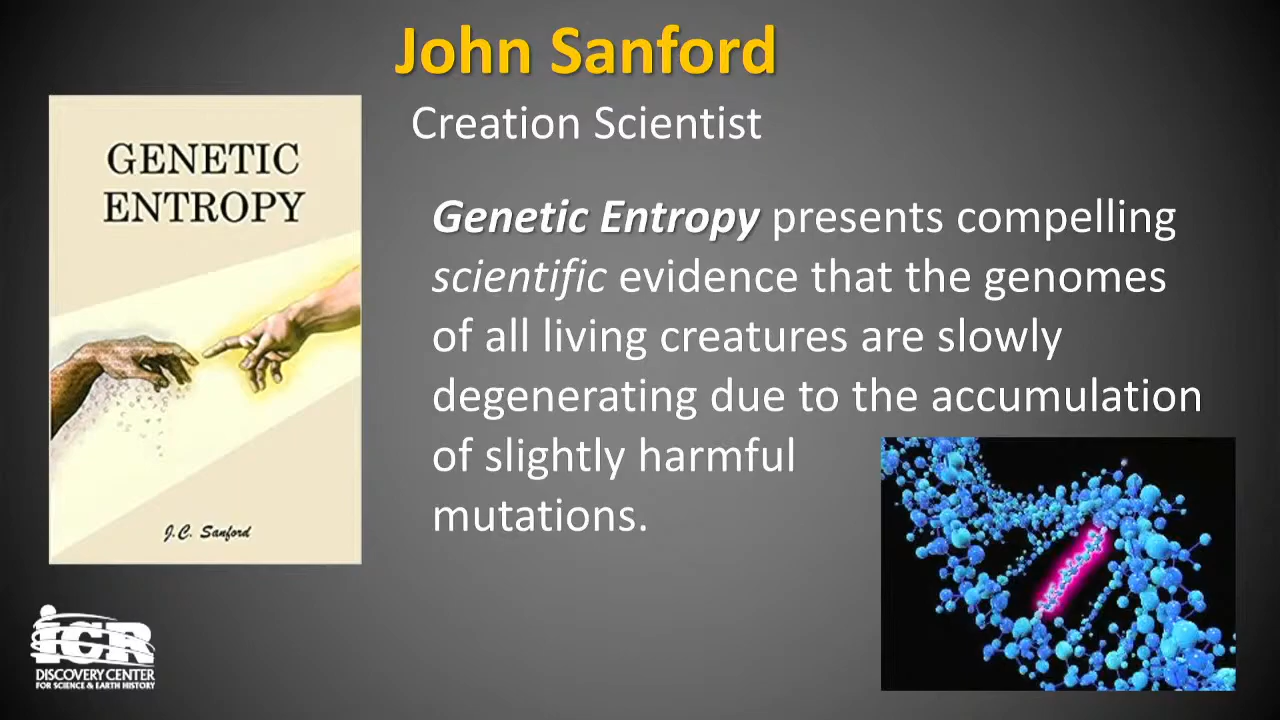 John Sanford
Creation Scientist
GENETIC
ENTROPY
J.C. Sanford
Genetic Entropy presents compelling
scientific evidence that the genomes
of all living creatures are slowly
degenerating due to the accumulation
of slightly harmful
mutations.
ICR
DISCOVERY CENTER
FOR SCIENCE & EARTH HISTORY